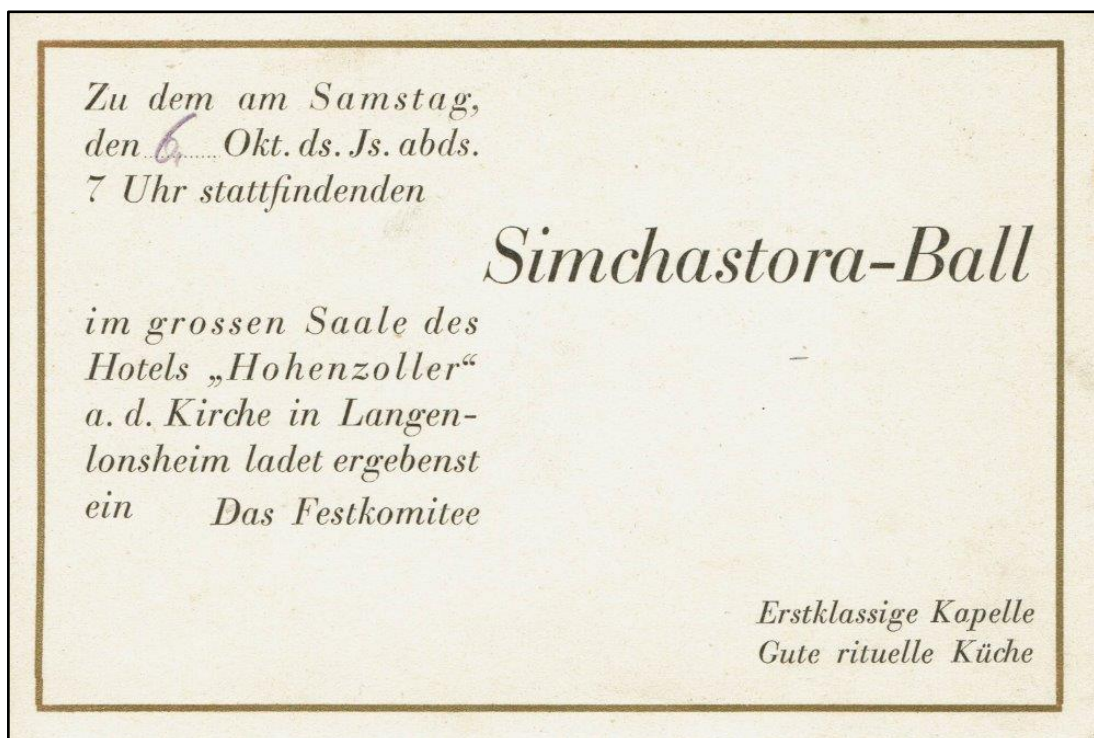 Zu dem am Samstag,
den 6. Okt. ds. Js. abds.
7 Uhr stattfindenden
Simchastora-Ball
im grossen Saale des
Hotels „Hohenzoller“
a. d. Kirche in Langen-
lonsheim ladet ergebenst
ein Das Festkomitee
Erstklassige Kapelle
Gute rituelle Küche